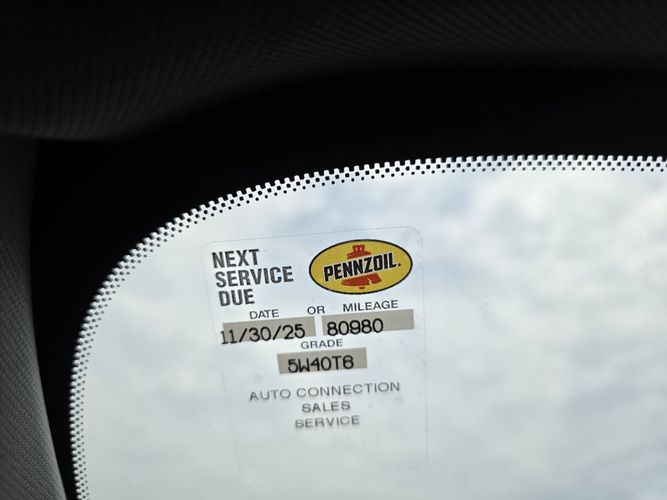 NEXT
SERVICE
DUE
PENNZOIL.
DATE OR MILEAGE
11/30/25 80980
GRADE
5W40T6
AUTO CONNECTION
SALES
SERVICE